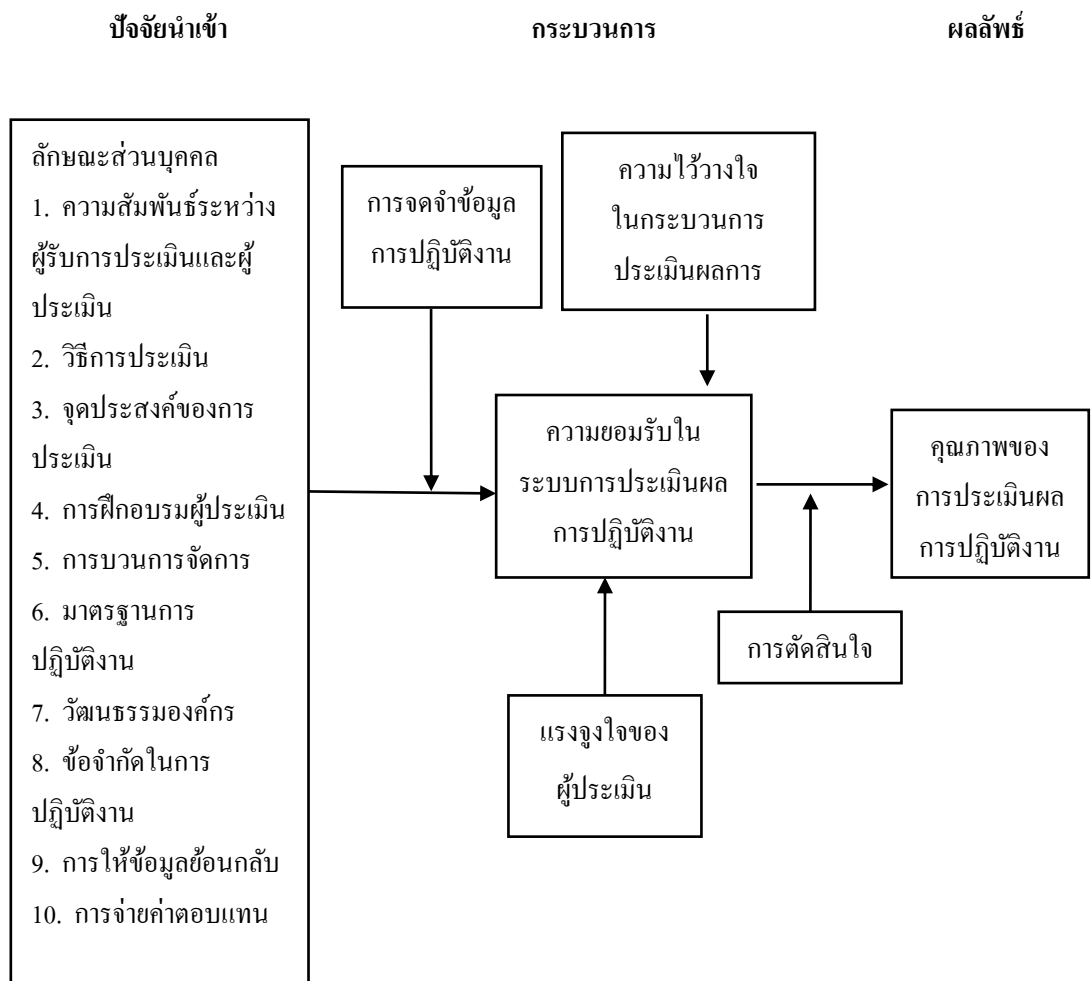 ปัจจัยนำเข้า
กระบวนการ
ผลลัพธ์
ลักษณะส่วนบุคคล
1. ความสัมพันธ์ระหว่าง
ผู้รับการประเมินและผู้
ประเมิน
2. วิธีการประเมิน
3. จุดประสงค์ของการ
ประเมิน
4. การฝึกอบรมผู้ประเมิน
5. การบวนการจัดการ
6. มาตรฐานการ
ปฏิบัติงาน
7. วัฒนธรรมองค์กร
8. ข้อจำกัดในการ
ปฏิบัติงาน
9. การให้ข้อมูลย้อนกลับ
10. การจ่ายค่าตอบแทน
การจดจำข้อมูล
การปฏิบัติงาน
ความไว้วางใจ
ในกระบวนการ
ประเมินผลการ
ความยอมรับใน
ระบบการประเมินผล
การปฏิบัติงาน
แรงจูงใจของ
ผู้ประเมิน
การตัดสินใจ
คุณภาพของ
การประเมินผล
การปฏิบัติงาน